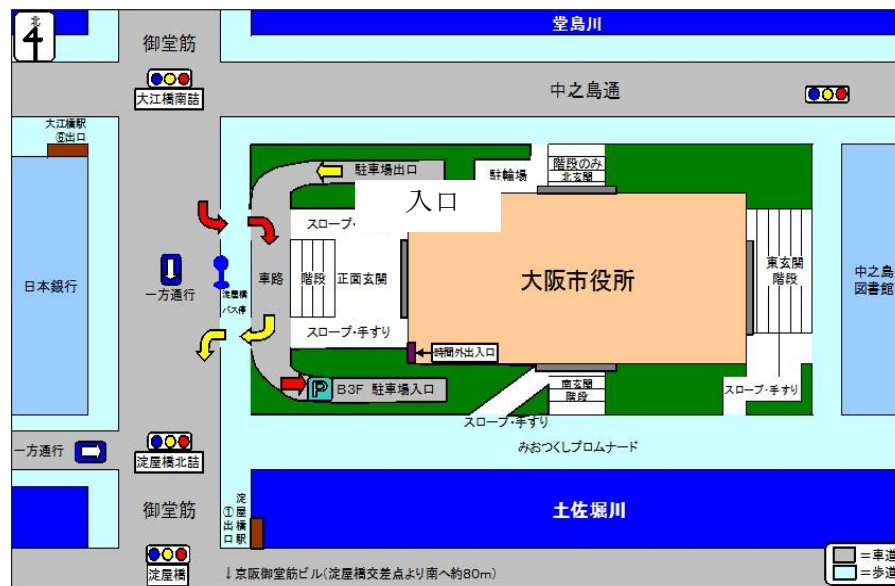 北
堂島川
御堂筋
大江橋南詰
中之島通
大江橋駅
⑥出口
駐車場出口
駐輪場
階段のみ
北玄関
入口
スロープ・
日本銀行
一方通行
淀屋橋
バス停
車路
階段
正面玄関
大阪市役所
東玄関
階段
中之島
図書館
スロープ・手すり
時間外出入口
P B3F 駐車場入口
南玄関
階段
スロープ・手すり
スロープ・手すり
一方通行
淀屋橋北詰
みおつくしプロムナード
御堂筋
淀屋橋駅
①出口
土佐堀川
淀屋橋
↓京阪御堂筋ビル(淀屋橋交差点より南へ約80m)
=車道
=歩道